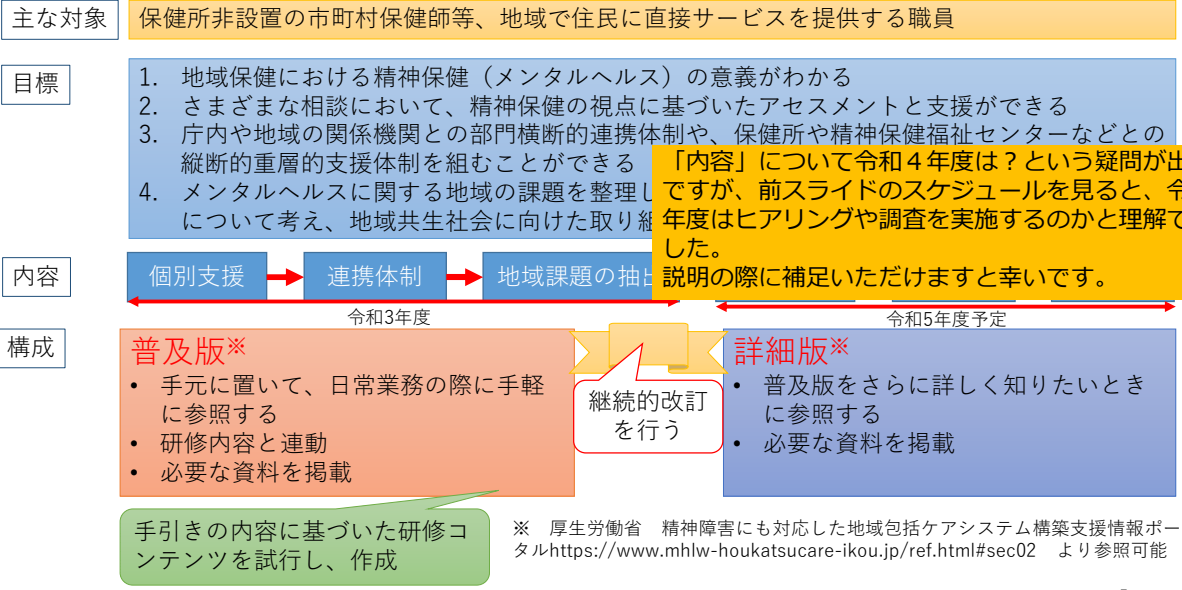 主な対象
保健所非設置の市町村保健師等、地域で住民に直接サービスを提供する職員
目標
1. 地域保健における精神保健（メンタルヘルス）の意義がわかる
2. さまざまな相談において、精神保健の視点に基づいたアセスメントと支援ができる
3. 庁内や地域の関係機関との部門横断的連携体制や、保健所や精神保健福祉センターなどとの
縦断的重層的支援体制を組むことができる
4. メンタルヘルスに関する地域の課題を整理し
について考え、地域共生社会に向けた取り組
「内容」について令和４年度は？という疑問が出
ですが、前スライドのスケジュールを見ると、令
年度はヒアリングや調査を実施するのかと理解で
した。
説明の際に補足いただけますと幸いです。
内容
個別支援
連携体制
地域課題の抽出
令和3年度
令和5年度予定
構成
普及版※
• 手元に置いて、日常業務の際に手軽
に参照する
• 研修内容と連動
• 必要な資料を掲載
継続的改訂
を行う
詳細版※
• 普及版をさらに詳しく知りたいとき
に参照する
• 必要な資料を掲載
手引きの内容に基づいた研修コ
ンテンツを試行し、作成
※　厚生労働省　精神障害にも対応した地域包括ケアシステム構築支援情報ポー
タルhttps://www.mhlw-houkatsucare-ikou.jp/ref.html#sec02　より参照可能